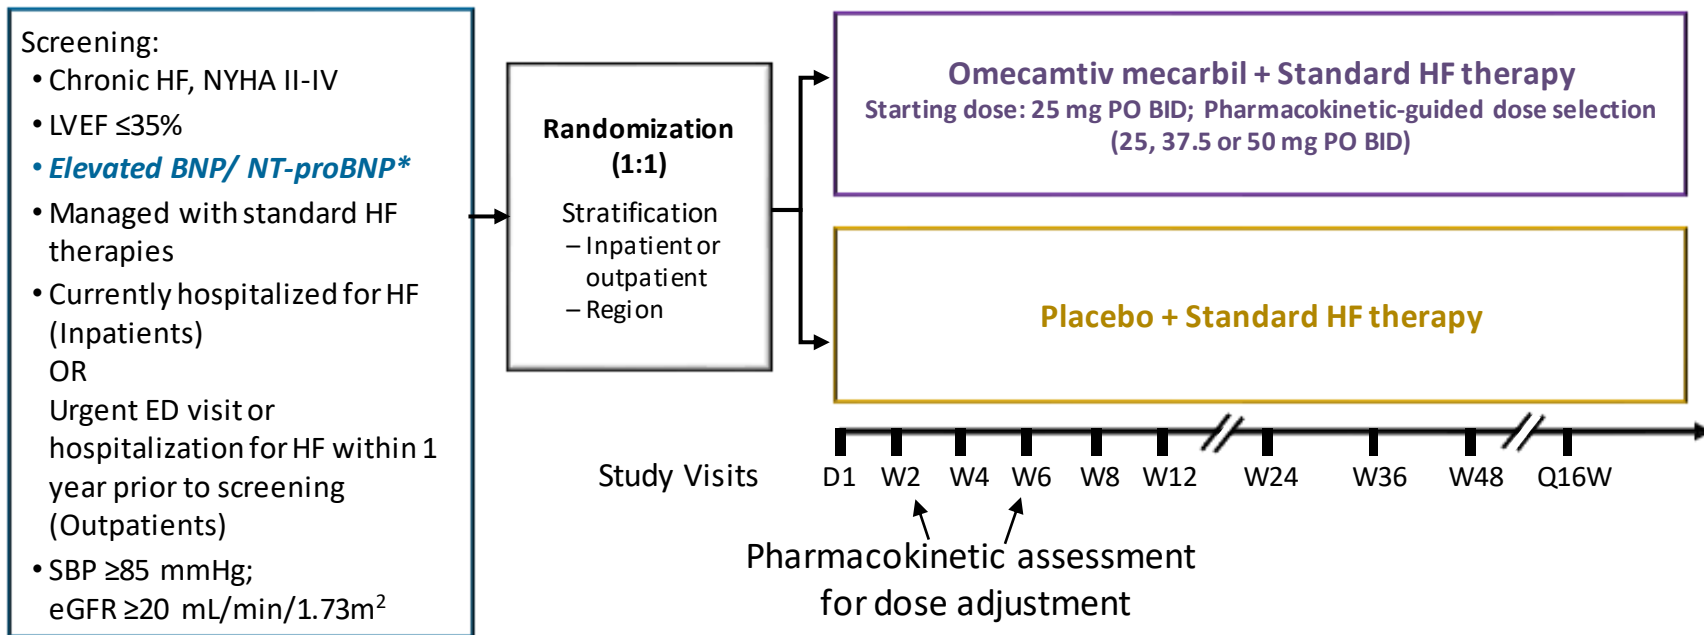 Screening:
• Chronic HF, NYHA II-IV
• LVEF ≤35%
• Elevated BNP/ NT-proBNP*
• Managed with standard HF
therapies
• Currently hospitalized for HF
(Inpatients)
OR
Urgent ED visit or
hospitalization for HF within 1
year prior to screening
(Outpatients)
• SBP ≥85 mmHg;
eGFR ≥20 mL/min/1.73m²
Randomization
(1:1)
Stratification
– Inpatient or
outpatient
– Region
Omecamtiv mecarbil + Standard HF therapy
Starting dose: 25 mg PO BID; Pharmacokinetic-guided dose selection
(25, 37.5 or 50 mg PO BID)
Placebo + Standard HF therapy
Study Visits D1 W2 W4 W6 W8 W12 W24 W36 W48 Q16W
Pharmacokinetic assessment
for dose adjustment